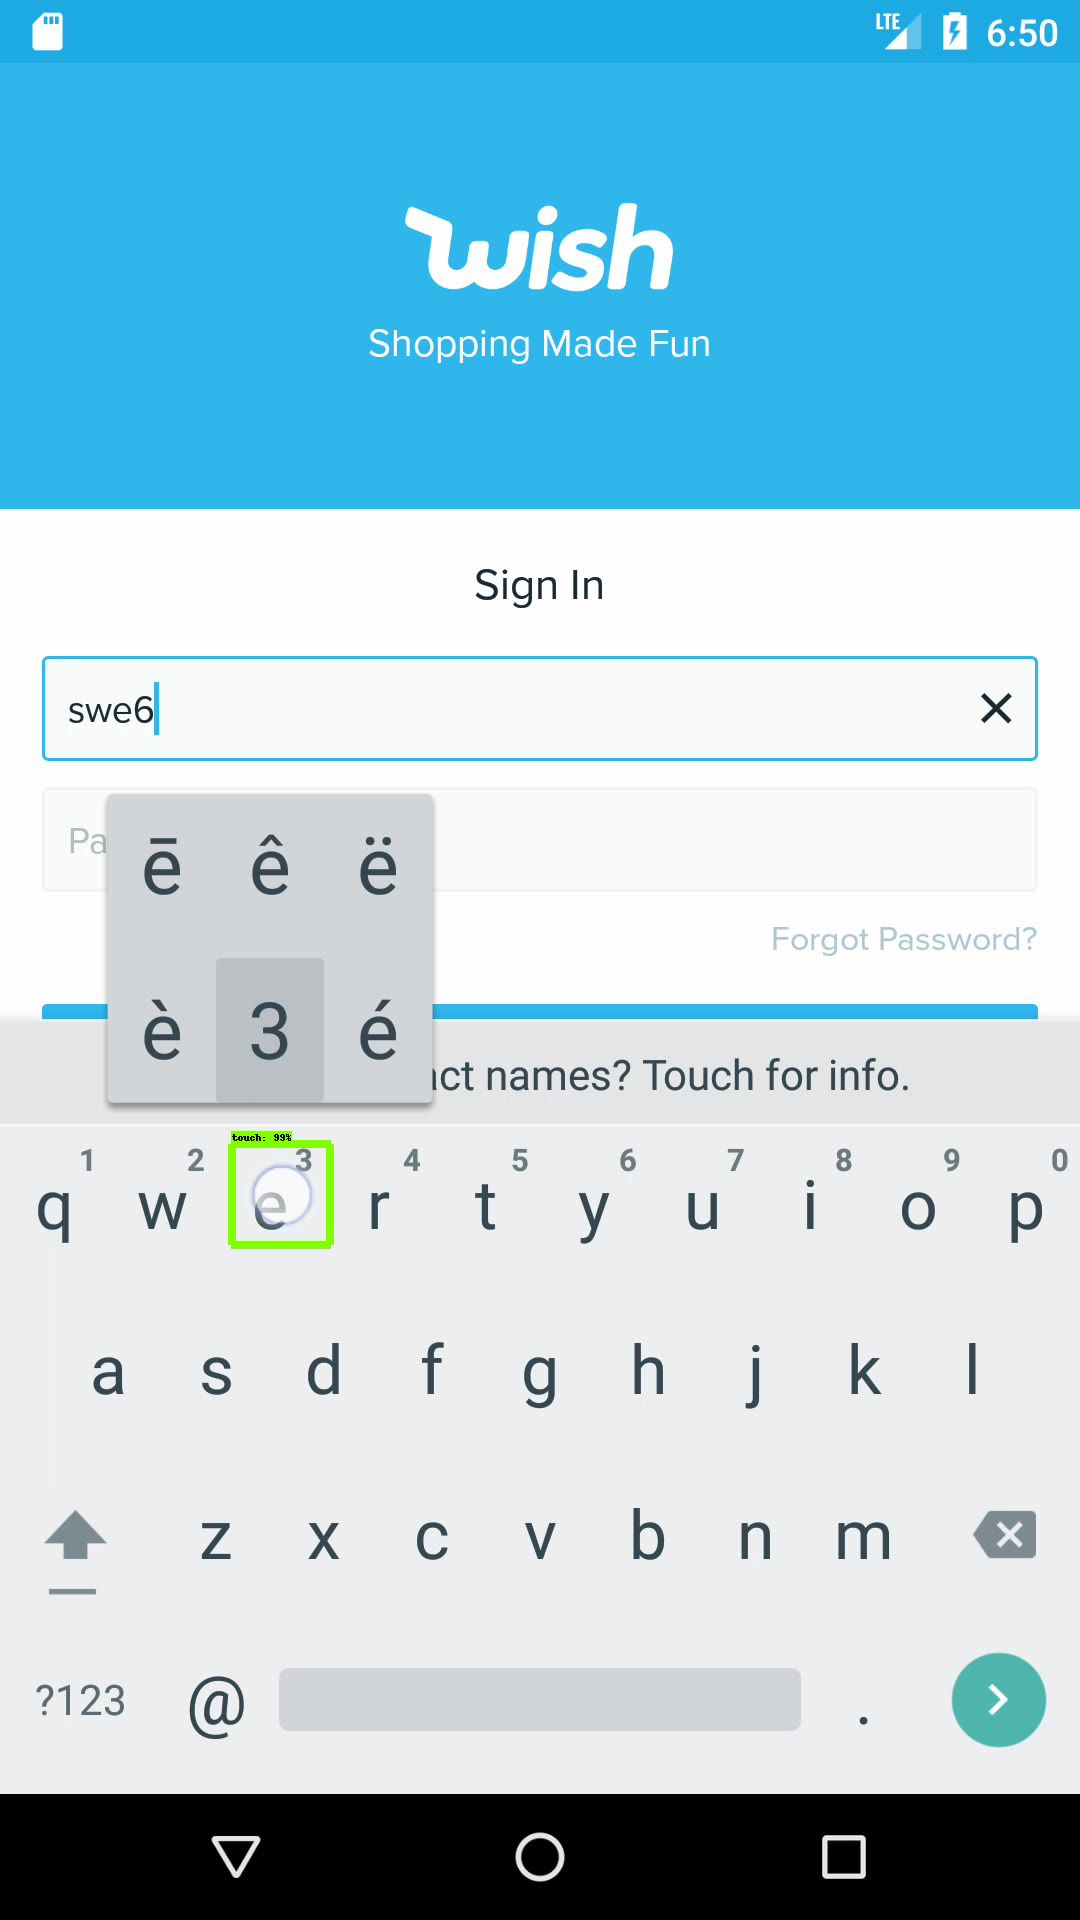 LTE 6:50
wish
Shopping Made Fun
Sign In
swe6
Pa
Forgot Password?
ē ê ë
è 3 é
ct names? Touch for info.
touch: 99%
1 2 3 4 5 6 7 8 9 0
q w e r t y u i o p
a s d f g h j k l
z x c v b n m
?123 @ .